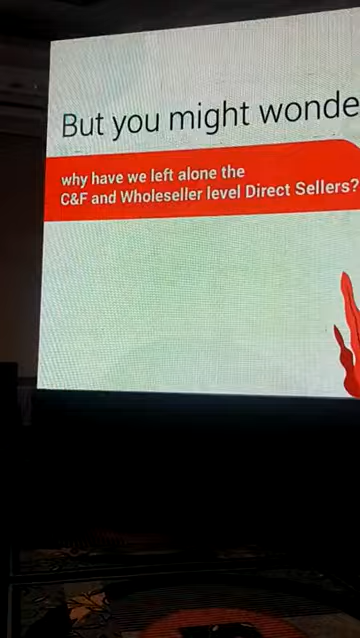 But you might wonde
why have we left alone the
C&F and Wholeseller level Direct Sellers?